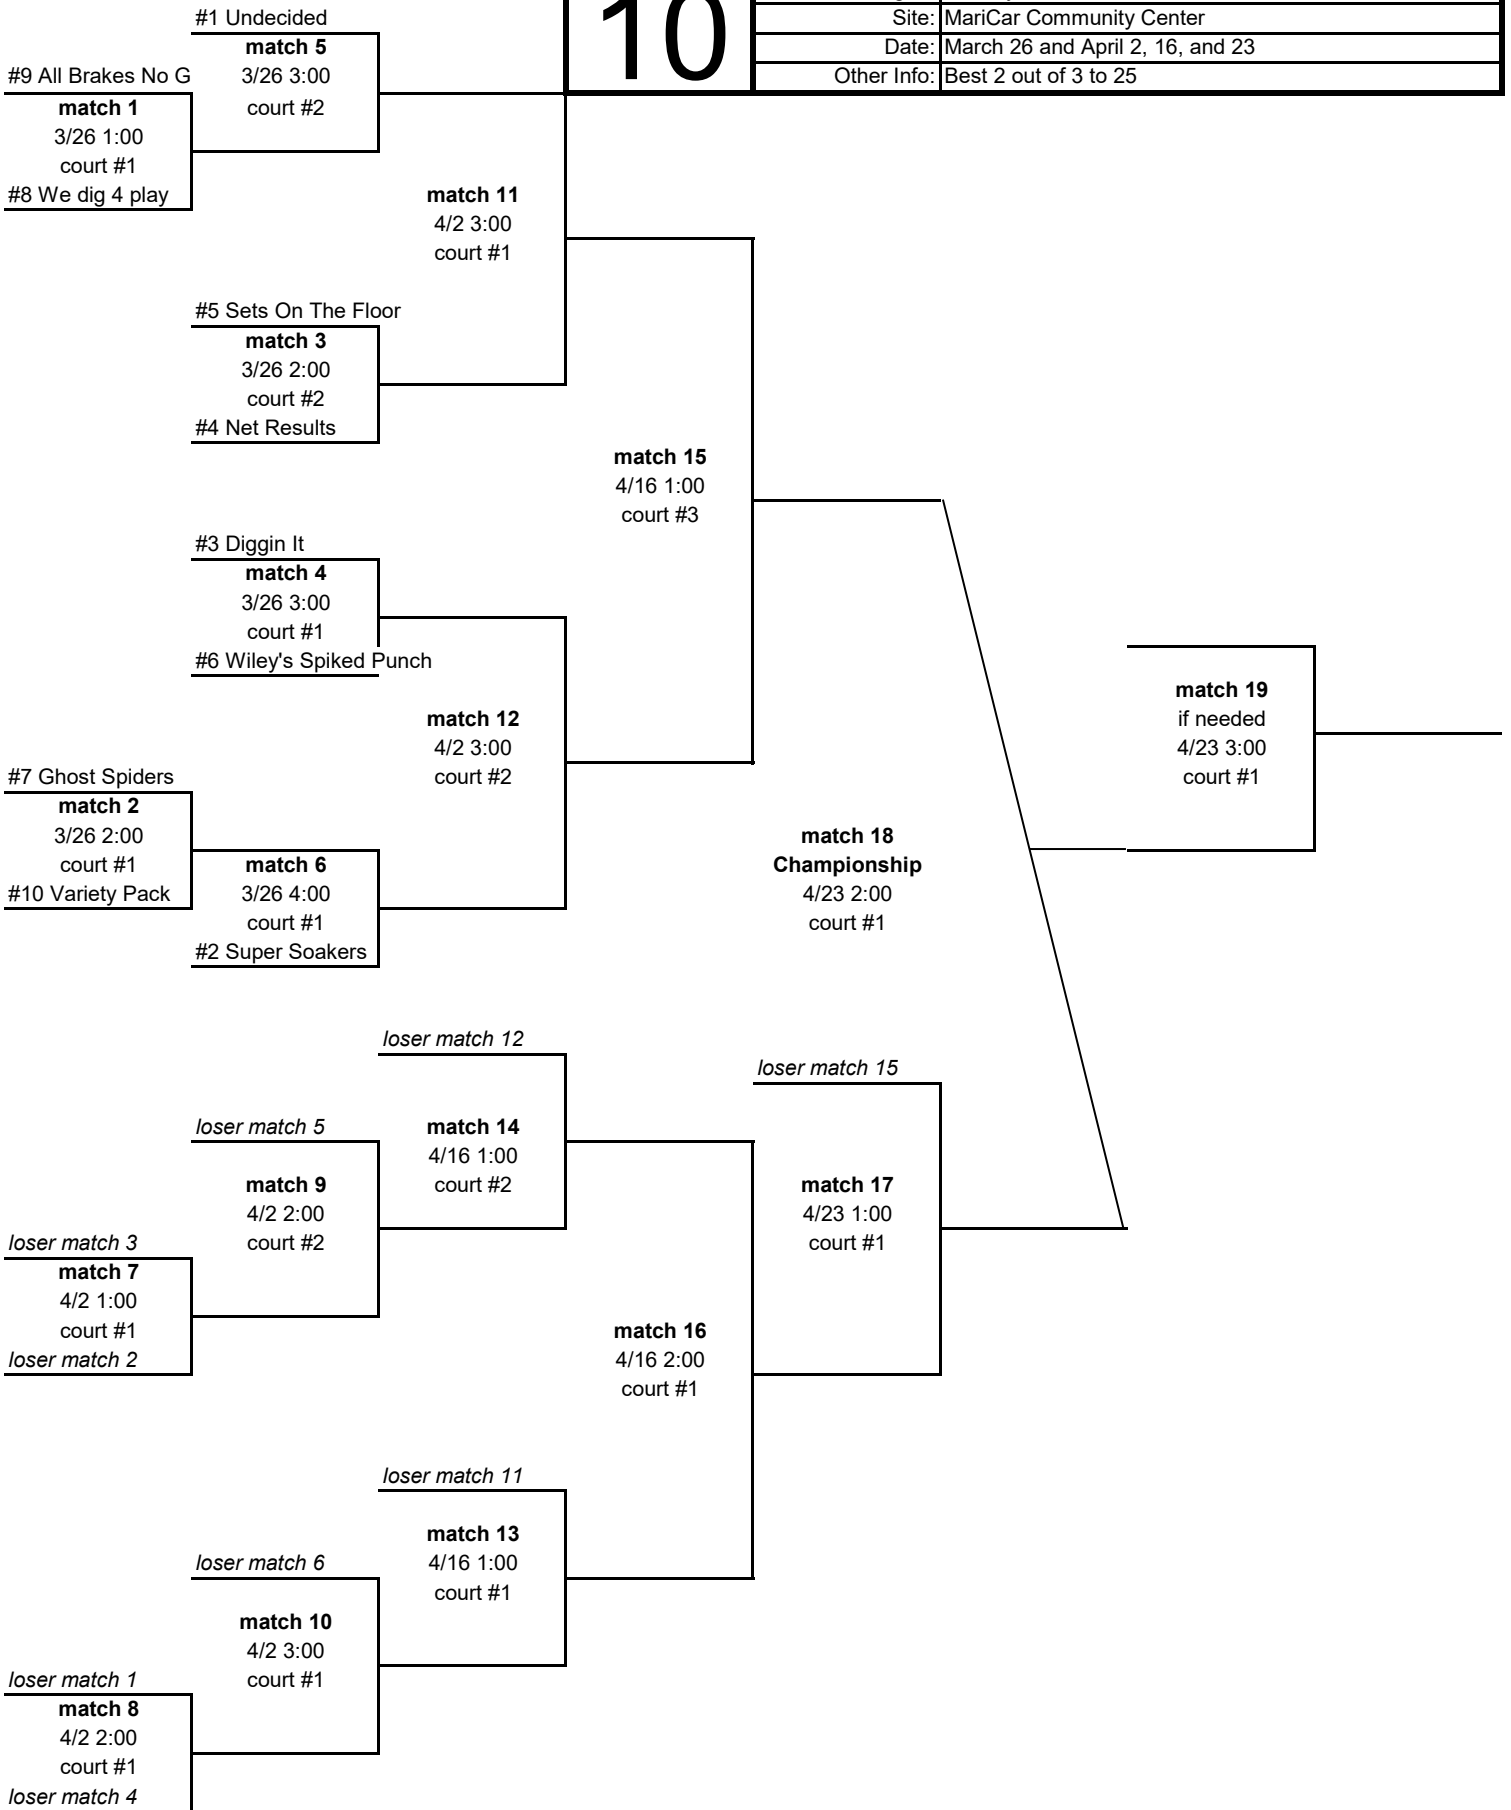 10
Site: MariCar Community Center
Date: March 26 and April 2, 16, and 23
Other Info: Best 2 out of 3 to 25
#1 Undecided
match 5
3/26 3:00
court #2
#9 All Brakes No G
match 1
3/26 1:00
court #1
#8 We dig 4 play
match 11
4/2 3:00
court #1
#5 Sets On The Floor
match 3
3/26 2:00
court #2
#4 Net Results
match 15
4/16 1:00
court #3
#3 Diggin It
match 4
3/26 3:00
court #1
#6 Wiley's Spiked Punch
match 12
4/2 3:00
court #2
match 19
if needed
4/23 3:00
court #1
#7 Ghost Spiders
match 2
3/26 2:00
court #1
#10 Variety Pack
match 6
3/26 4:00
court #1
#2 Super Soakers
match 18
Championship
4/23 2:00
court #1
loser match 12
loser match 15
loser match 5
match 14
4/16 1:00
court #2
match 9
4/2 2:00
court #2
match 17
4/23 1:00
court #1
loser match 3
match 7
4/2 1:00
court #1
loser match 2
match 16
4/16 2:00
court #1
loser match 11
match 13
4/16 1:00
court #1
loser match 6
match 10
4/2 3:00
court #1
loser match 1
match 8
4/2 2:00
court #1
loser match 4